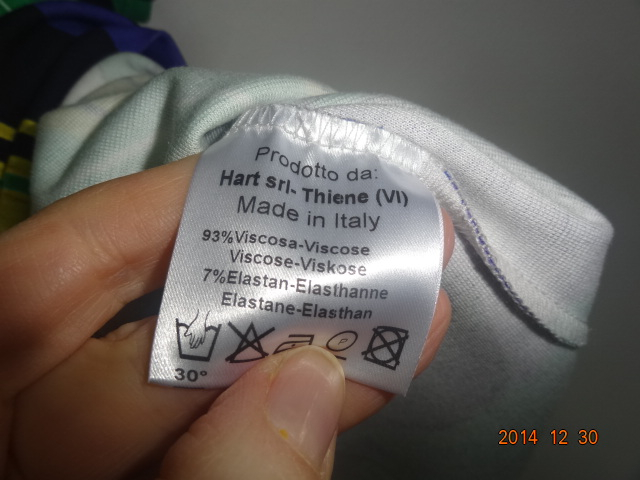 Prodotto da:
Hart srl- Thiene (VI)
Made in Italy
93%Viscosa-Viscose
Viscose-Viskose
7%Elastan-Elasthanne
Elastane-Elasthan
P
30°
2014 12 30